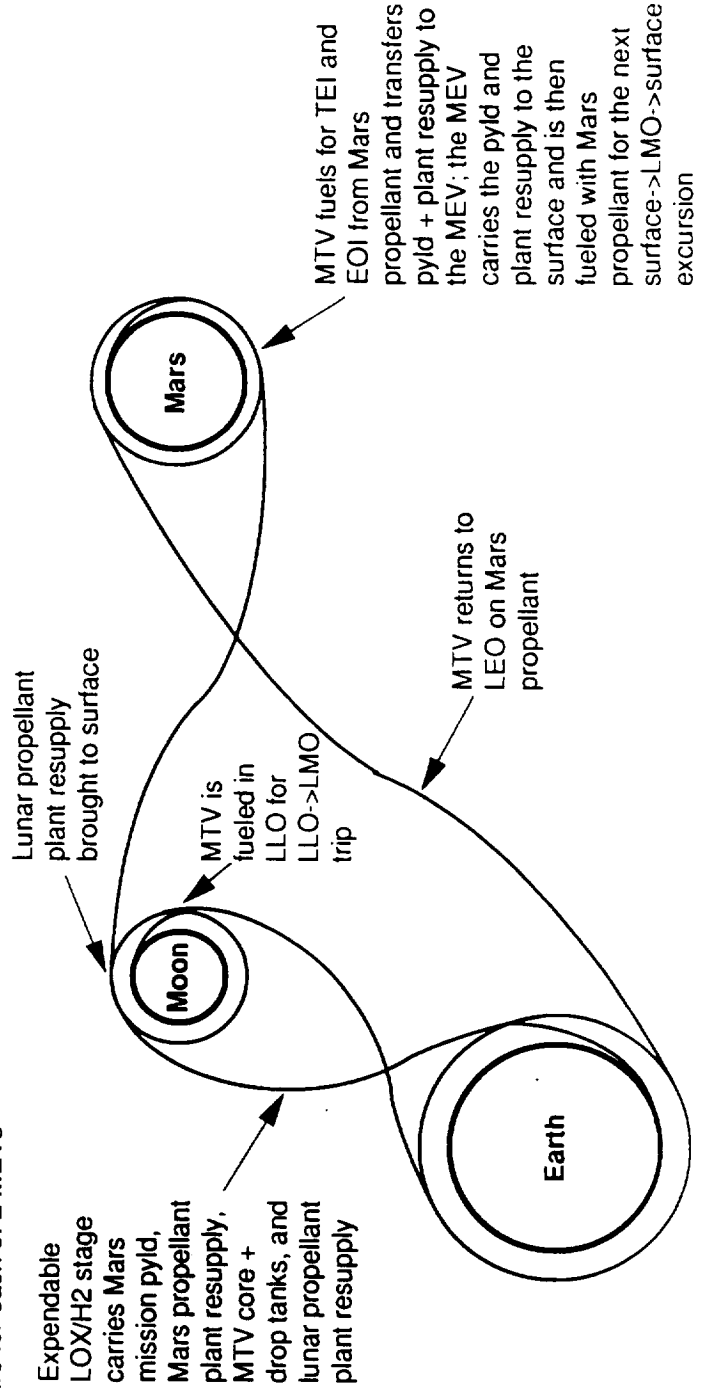 Expendable
LOX/H2 stage
carries Mars
mission pyld,
Mars propellant
plant resupply,
MTV core +
drop tanks, and
lunar propellant
plant resupply
Lunar propellant
plant resupply
brought to surface
Moon
MTV is
fueled in
LLO for
LLO->LMO
trip
Mars
MTV fuels for TEI and
EOI from Mars
propellant and transfers
pyld + plant resupply to
the MEV; the MEV
carries the pyld and
plant resupply to the
surface and is then
fueled with Mars
propellant for the next
surface->LMO->surface
excursion
MTV returns to
LEO on Mars
propellant
Earth